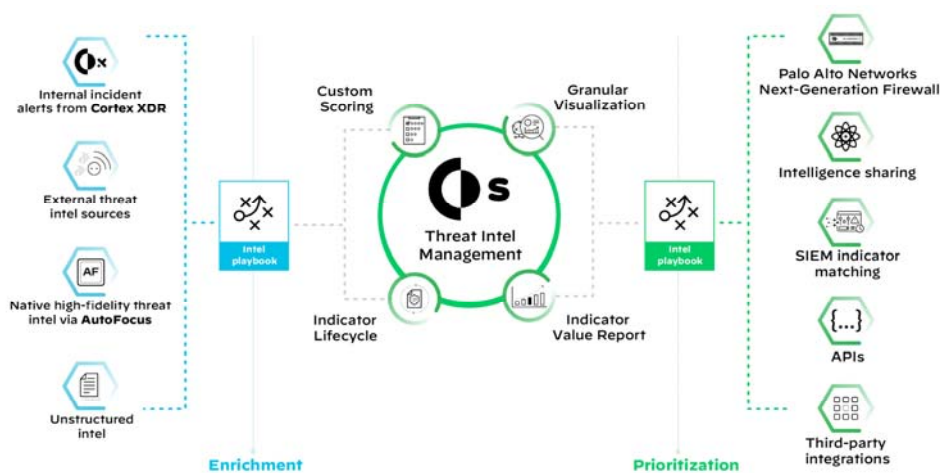 Internal incident
alerts from Cortex XDR
External threat
intel sources
AF
Native high-fidelity threat
intel via AutoFocus
Unstructured
intel
Intel
playbook
Enrichment
Custom
Scoring
Granular
Visualization
S
Threat Intel
Management
Indicator
Lifecycle
Indicator
Value Report
Intel
playbook
Prioritization
Palo Alto Networks
Next-Generation Firewall
Intelligence sharing
SIEM indicator
matching
{...}
APIs
Third-party
integrations